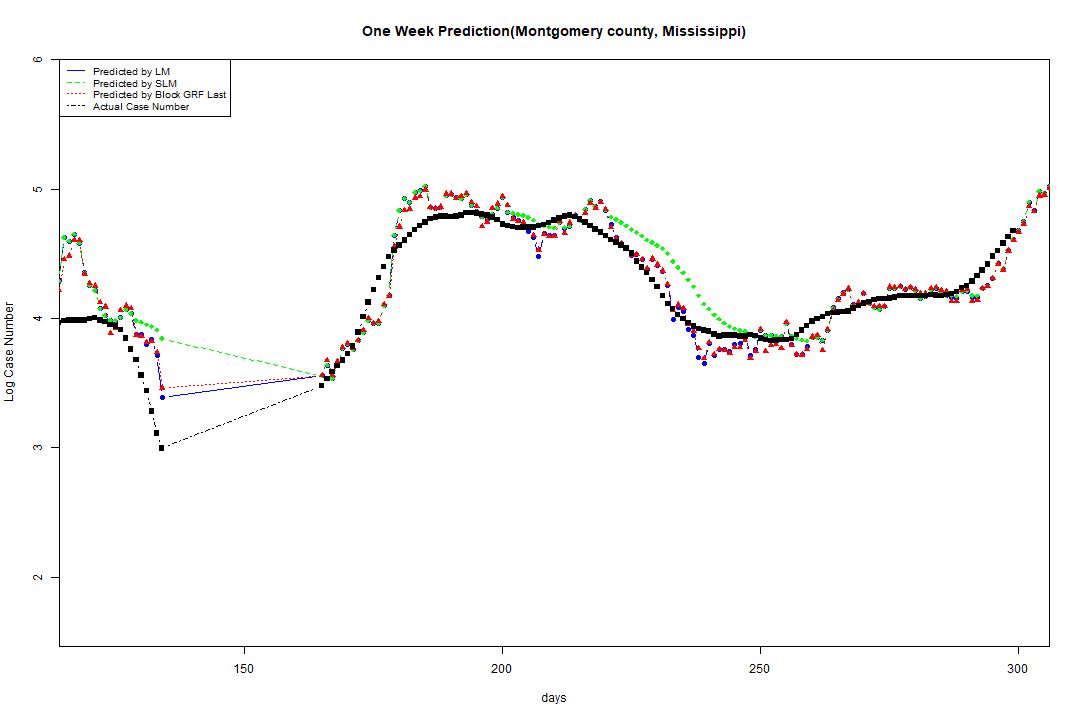 One Week Prediction(Montgomery county, Mississippi)
Predicted by LM
Predicted by SLM
Predicted by Block GRF Last
Actual Case Number
6
5
4
3
2
Log Case Number
150
200
250
300
days